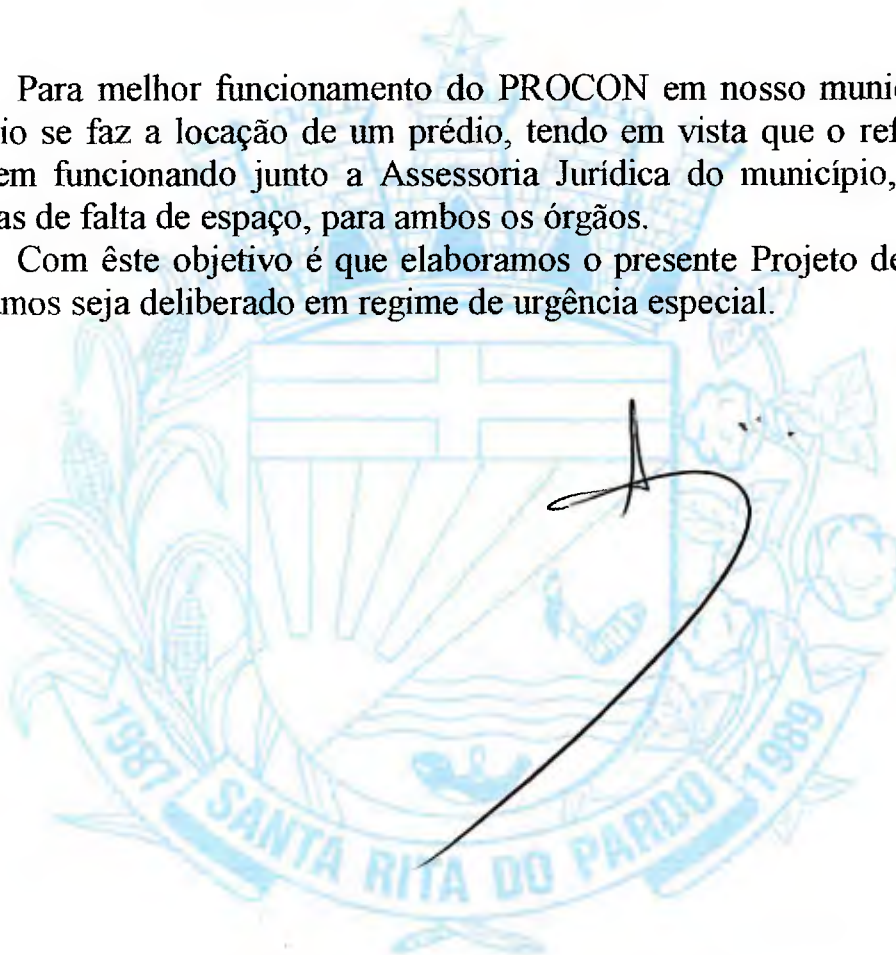 Para melhor funcionamento do PROCON em nosso muni
io se faz a locação de um prédio, tendo em vista que o ref
em funcionando junto a Assessoria Jurídica do município,
as de falta de espaço, para ambos os órgãos.
Com êste objetivo é que elaboramos o presente Projeto de
mos seja deliberado em regime de urgência especial.
1987 SANTA RITA DO PARDO 1989